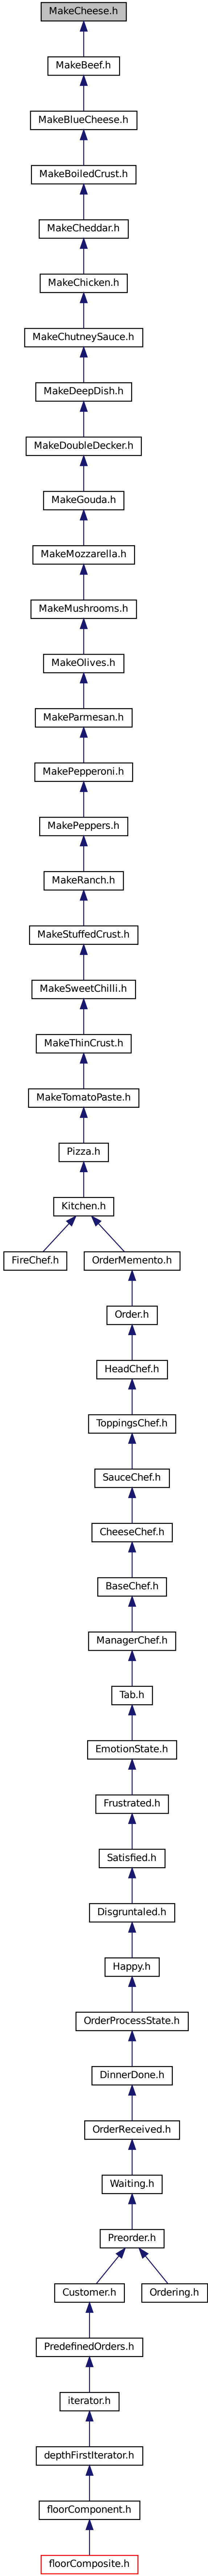 MakeCheese.h
MakeBeef.h
MakeBlueCheese.h
MakeBoiledCrust.h
MakeCheddar.h
MakeChicken.h
MakeChutneySauce.h
MakeDeepDish.h
MakeDoubleDecker.h
MakeGouda.h
MakeMozzarella.h
MakeMushrooms.h
MakeOlives.h
MakeParmesan.h
MakePepperoni.h
MakePeppers.h
MakeRanch.h
MakeStuffedCrust.h
MakeSweetChilli.h
MakeThinCrust.h
MakeTomatoPaste.h
Pizza.h
Kitchen.h
FireChef.h
OrderMemento.h
Order.h
HeadChef.h
ToppingsChef.h
SauceChef.h
CheeseChef.h
BaseChef.h
ManagerChef.h
Tab.h
EmotionState.h
Frustrated.h
Satisfied.h
Disgruntaled.h
Happy.h
OrderProcessState.h
DinnerDone.h
OrderReceived.h
Waiting.h
Preorder.h
Customer.h
Ordering.h
PredefinedOrders.h
iterator.h
depthFirstIterator.h
floorComponent.h
floorComposite.h